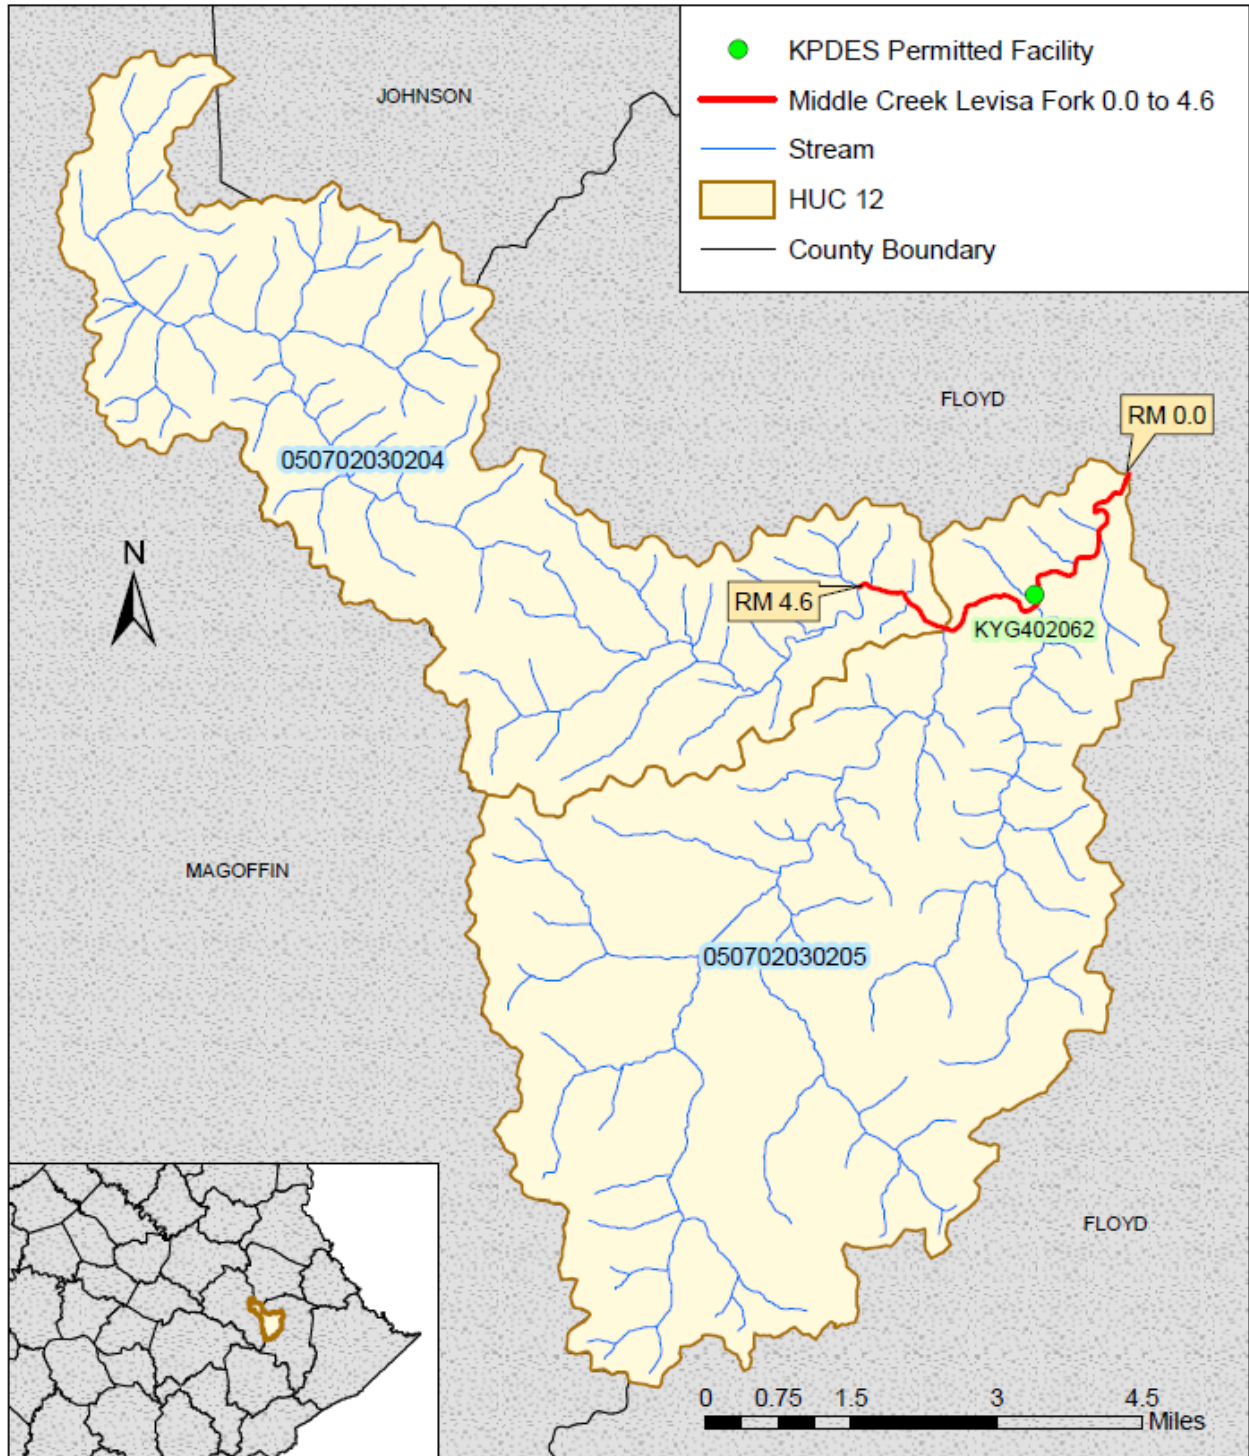 KPDES Permitted Facility
Middle Creek Levisa Fork 0.0 to 4.6
Stream
HUC 12
County Boundary
JOHNSON
FLOYD
RM 0.0
050702030204
N
RM 4.6
KYG402062
MAGOFFIN
050702030205
FLOYD
0 0.75 1.5 3 4.5
Miles